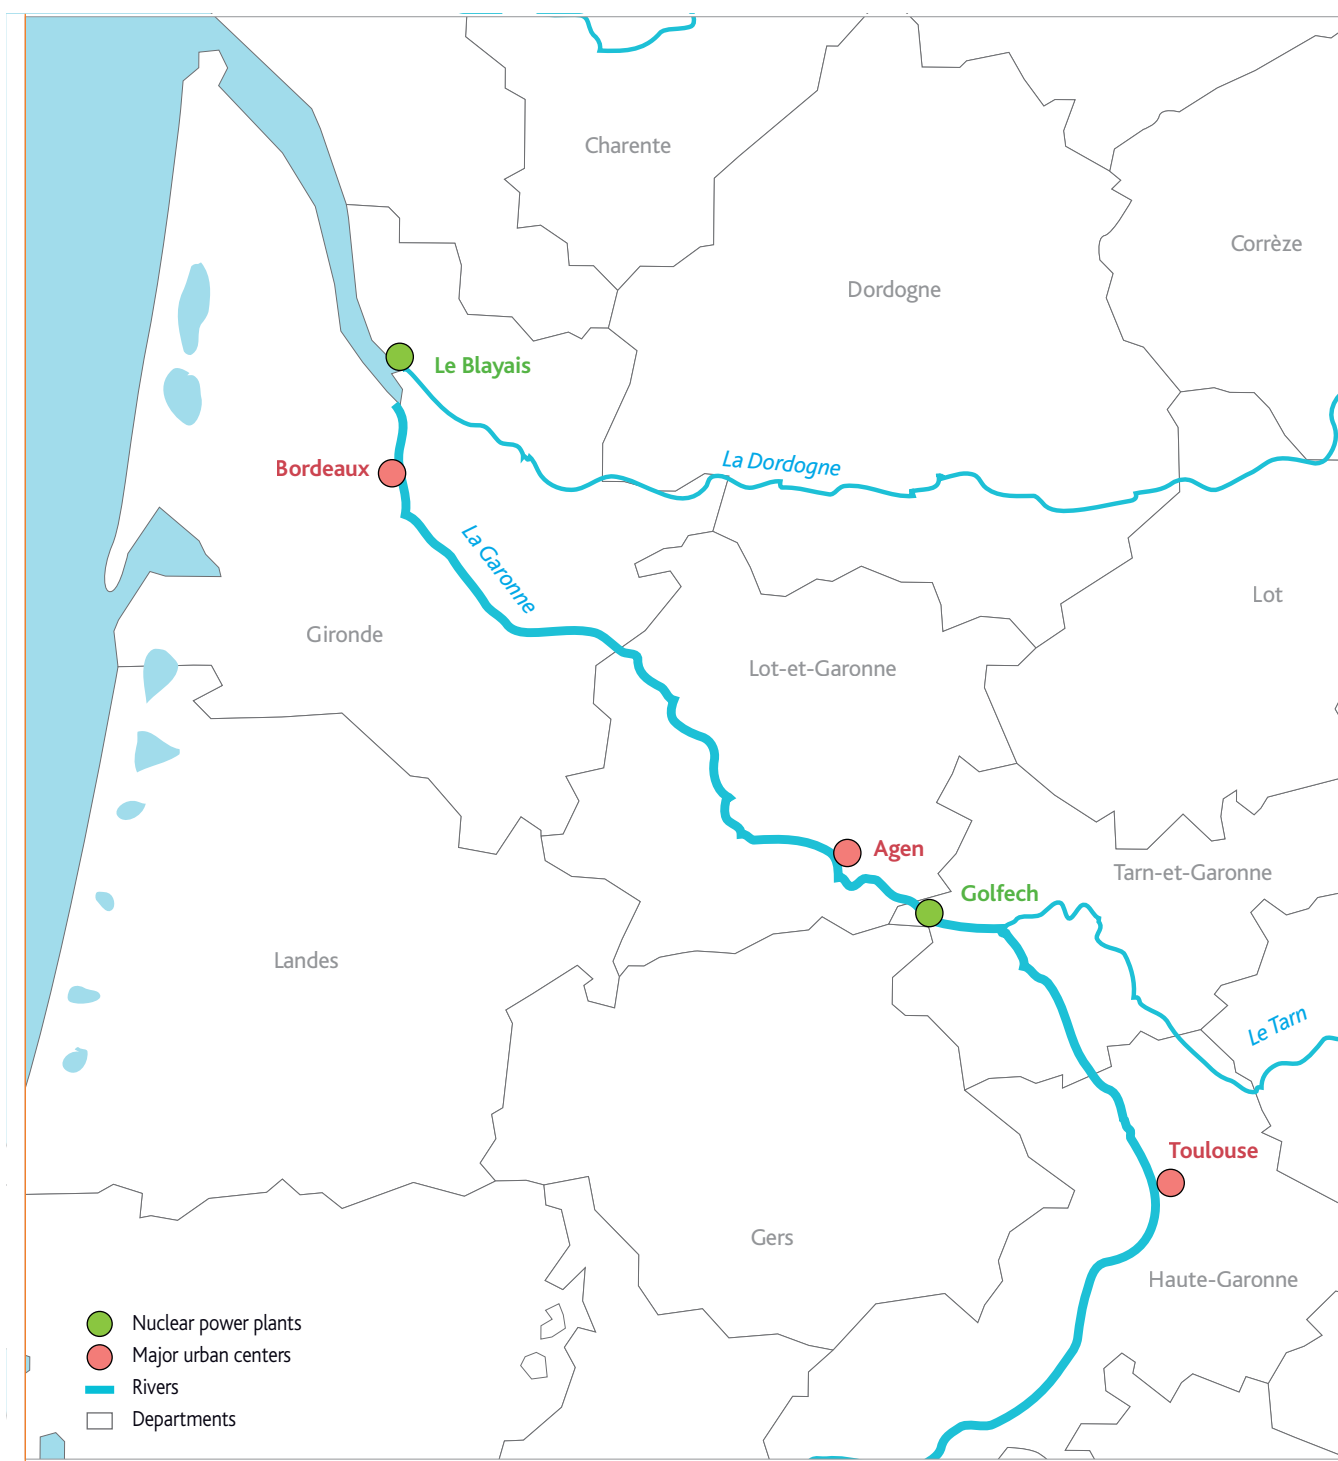 Charente
Corrèze
Dordogne
Le Blayais
La Dordogne
Bordeaux
La Garonne
Lot
Gironde
Lot-et-Garonne
Agen
Tarn-et-Garonne
Golfech
Landes
Le Tarn
Toulouse
Gers
Haute-Garonne
Nuclear power plants
Major urban centers
Rivers
Departments